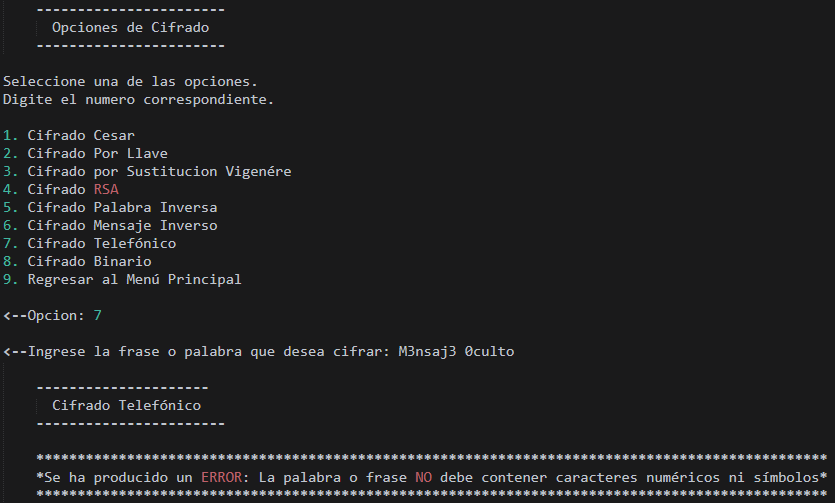 -----------------------
Opciones de Cifrado
-----------------------
Seleccione una de las opciones.
Digite el numero correspondiente.
1. Cifrado Cesar
2. Cifrado Por Llave
3. Cifrado por Sustitucion Vigenére
4. Cifrado RSA
5. Cifrado Palabra Inversa
6. Cifrado Mensaje Inverso
7. Cifrado Telefónico
8. Cifrado Binario
9. Regresar al Menú Principal
<--Opcion: 7
<--Ingrese la frase o palabra que desea cifrar: M3nsaj3 0culto
---------------------
Cifrado Telefónico
-----------------------
************************************************************************************************
*Se ha producido un ERROR: La palabra o frase NO debe contener caracteres numéricos ni símbolos*
************************************************************************************************